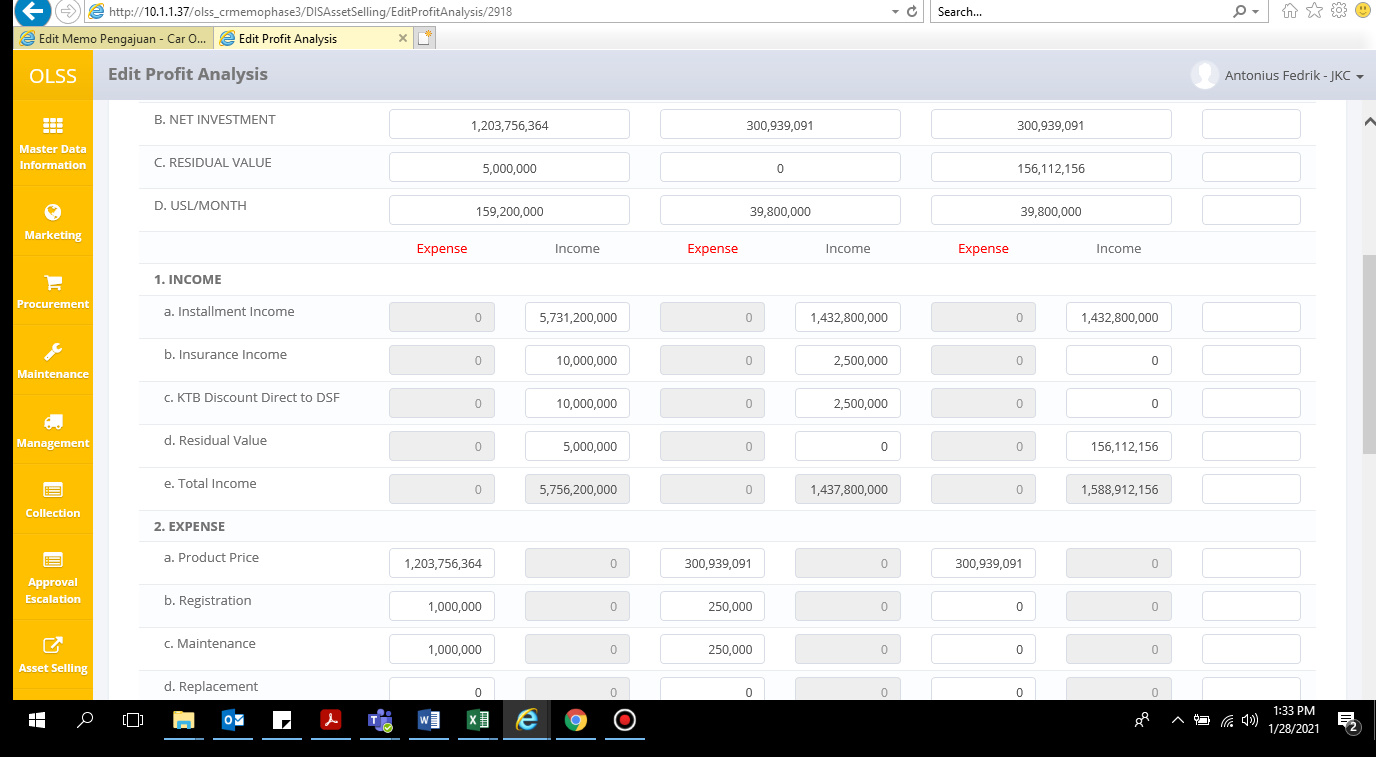 http://10.1.1.37/olss_crmemophase3/DISAssetSelling/EditProfitAnalysis/2918
Search...
Edit Memo Pengajuan - Car O...
Edit Profit Analysis
OLSS
Edit Profit Analysis
Antonius Fedrik - JKC
Master Data
Information
Marketing
Procurement
Maintenance
Management
Collection
Approval
Escalation
Asset Selling
B. NET INVESTMENT 1,203,756,364 300,939,091 300,939,091
C. RESIDUAL VALUE 5,000,000 0 156,112,156
D. USL/MONTH 159,200,000 39,800,000 39,800,000
Expense Income Expense Income Expense Income
1. INCOME
a. Installment Income 0 5,731,200,000 0 1,432,800,000 0 1,432,800,000
b. Insurance Income 0 10,000,000 0 2,500,000 0 0
c. KTB Discount Direct to DSF 0 10,000,000 0 2,500,000 0 0
d. Residual Value 0 5,000,000 0 0 0 156,112,156
e. Total Income 0 5,756,200,000 0 1,437,800,000 0 1,588,912,156
2. EXPENSE
a. Product Price 1,203,756,364 0 300,939,091 0 300,939,091 0
b. Registration 1,000,000 0 250,000 0 0 0
c. Maintenance 1,000,000 0 250,000 0 0 0
d. Replacement 0 0 0 0 0 0
1:33 PM
1/28/2021
2